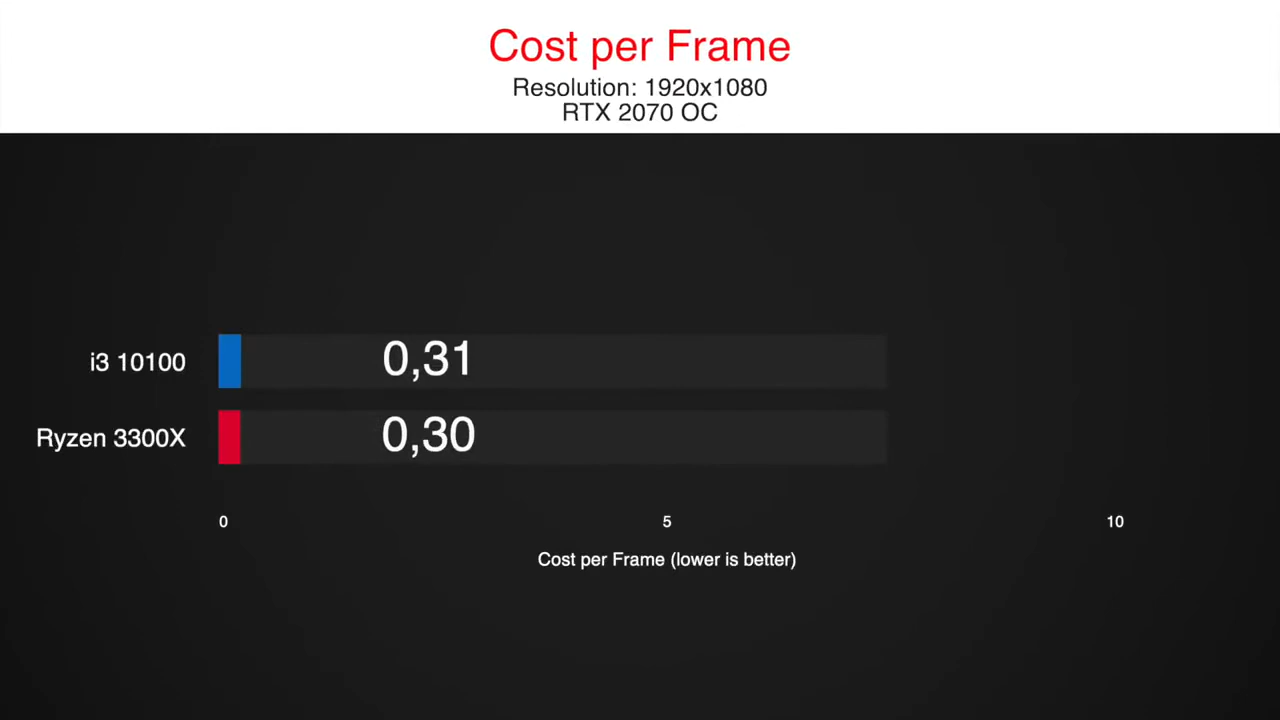 Cost per Frame
Resolution: 1920x1080
RTX 2070 OC
i3 10100
0,31
Ryzen 3300X
0,30
0 5 10
Cost per Frame (lower is better)